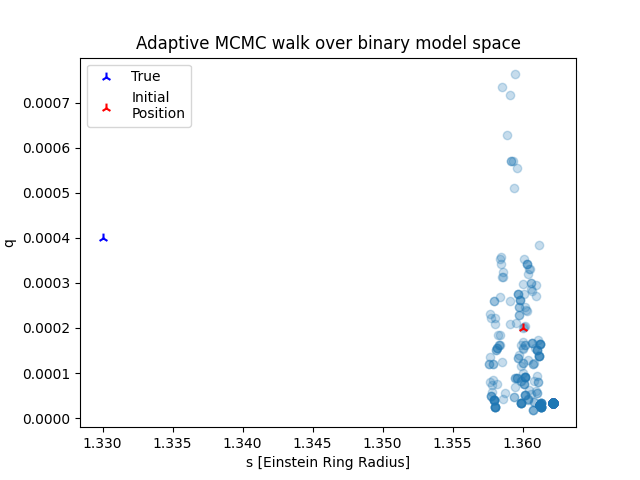 Adaptive MCMC walk over binary model space
True
Initial
Position
0.0007
0.0006
0.0005
0.0004
0.0003
0.0002
0.0001
0.0000
q
1.330
1.335
1.340
1.345
1.350
1.355
1.360
s [Einstein Ring Radius]